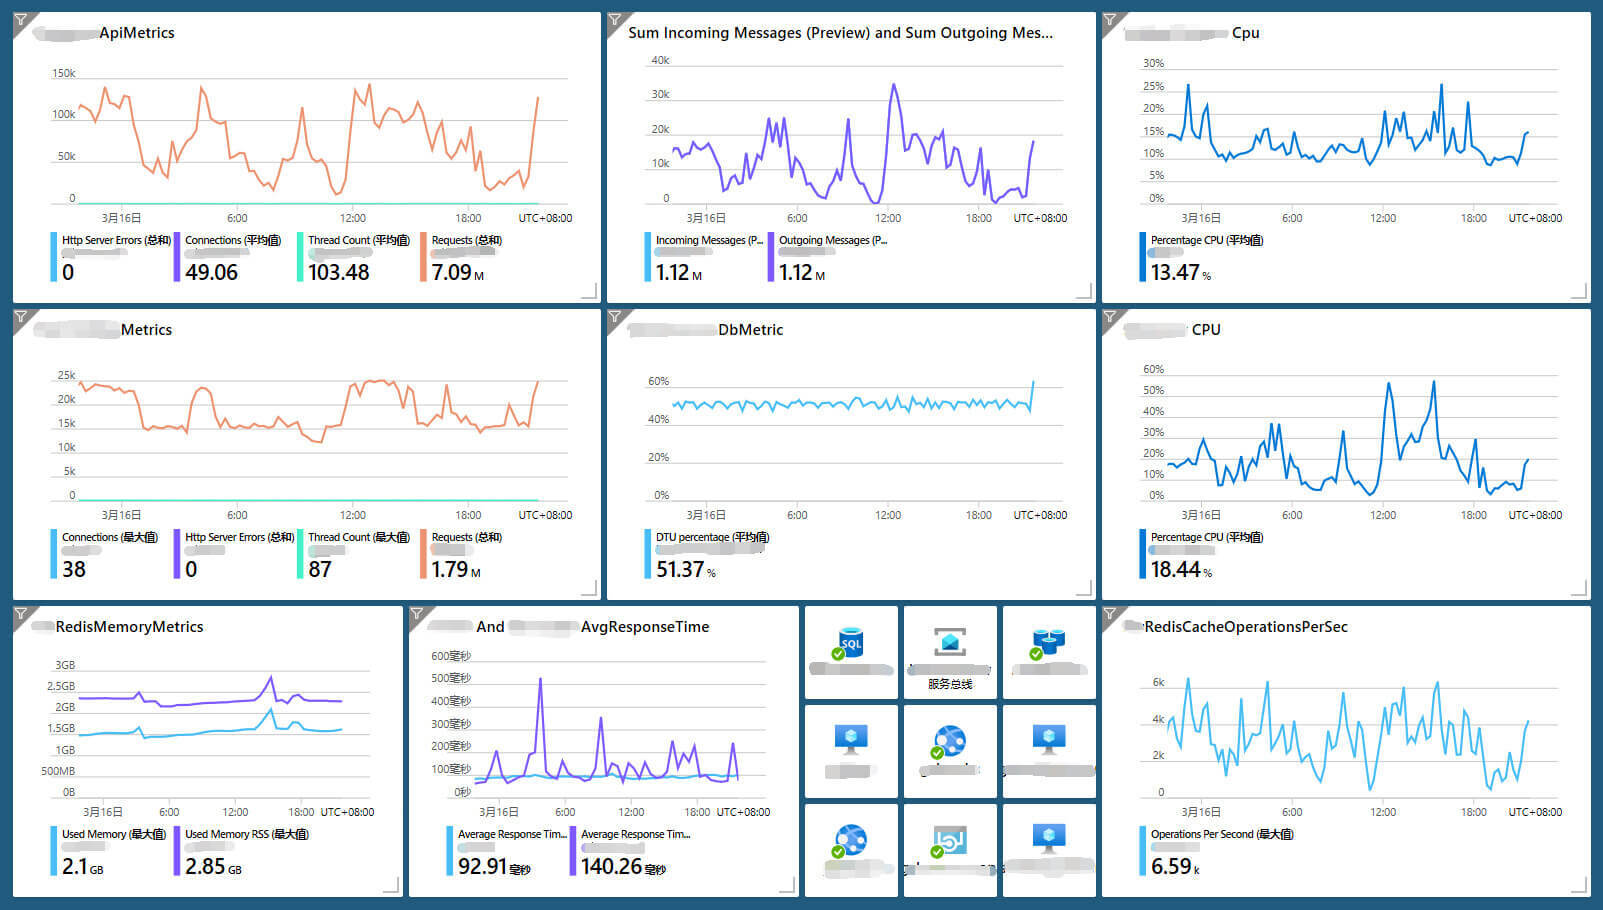 ApiMetrics
150k
100k
50k
0
3月16日 6:00 12:00 18:00 UTC+08:00
Http Server Errors (总和) Connections (平均值) Thread Count (平均值) Requests (总和)
0 49.06 103.48 7.09 M
Sum Incoming Messages (Preview) and Sum Outgoing Mes...
40k
30k
20k
10k
0
3月16日 6:00 12:00 18:00 UTC+08:00
Incoming Messages (P... Outgoing Messages (P...
1.12 M 1.12 M
Cpu
30%
25%
20%
15%
10%
5%
0%
3月16日 6:00 12:00 18:00 UTC+08:00
Percentage CPU (平均值)
13.47 %
Metrics
25k
20k
15k
10k
5k
0
3月16日 6:00 12:00 18:00 UTC+08:00
Connections (最大值) Http Server Errors (总和) Thread Count (最大值) Requests (总和)
38 0 87 1.79 M
DbMetric
60%
40%
20%
0%
3月16日 6:00 12:00 18:00 UTC+08:00
DTU percentage (平均值)
51.37 %
CPU
60%
50%
40%
30%
20%
10%
0%
3月16日 6:00 12:00 18:00 UTC+08:00
Percentage CPU (平均值)
18.44 %
RedisMemoryMetrics
3GB
2.5GB
2GB
1.5GB
1GB
500MB
0B
3月16日 6:00 12:00 18:00 UTC+08:00
Used Memory (最大值) Used Memory RSS (最大值)
2.1 GB 2.85 GB
And AvgResponseTime
600毫秒
500毫秒
400毫秒
300毫秒
200毫秒
100毫秒
0秒
3月16日 6:00 12:00 18:00 UTC+08:00
Average Response Tim... Average Response Tim...
92.91 毫秒 140.26 毫秒
SQL
服务总线
RedisCacheOperationsPerSec
6k
4k
2k
0
3月16日 6:00 12:00 18:00 UTC+08:00
Operations Per Second (最大值)
6.59 k